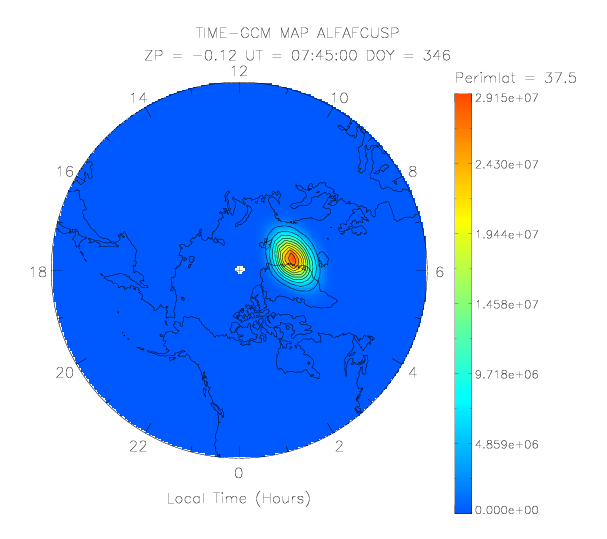 TIME-GCM MAP ALFAFCUSP
ZP = -0.12 UT = 07:45:00 DOY = 346
12
Perimlat = 37.5
14
10
2.915e+07
16
8
2.430e+07
1.944e+07
18
6
1.458e+07
20
4
9.718e+06
22
2
4.859e+06
0
Local Time (Hours)
0.000e+00